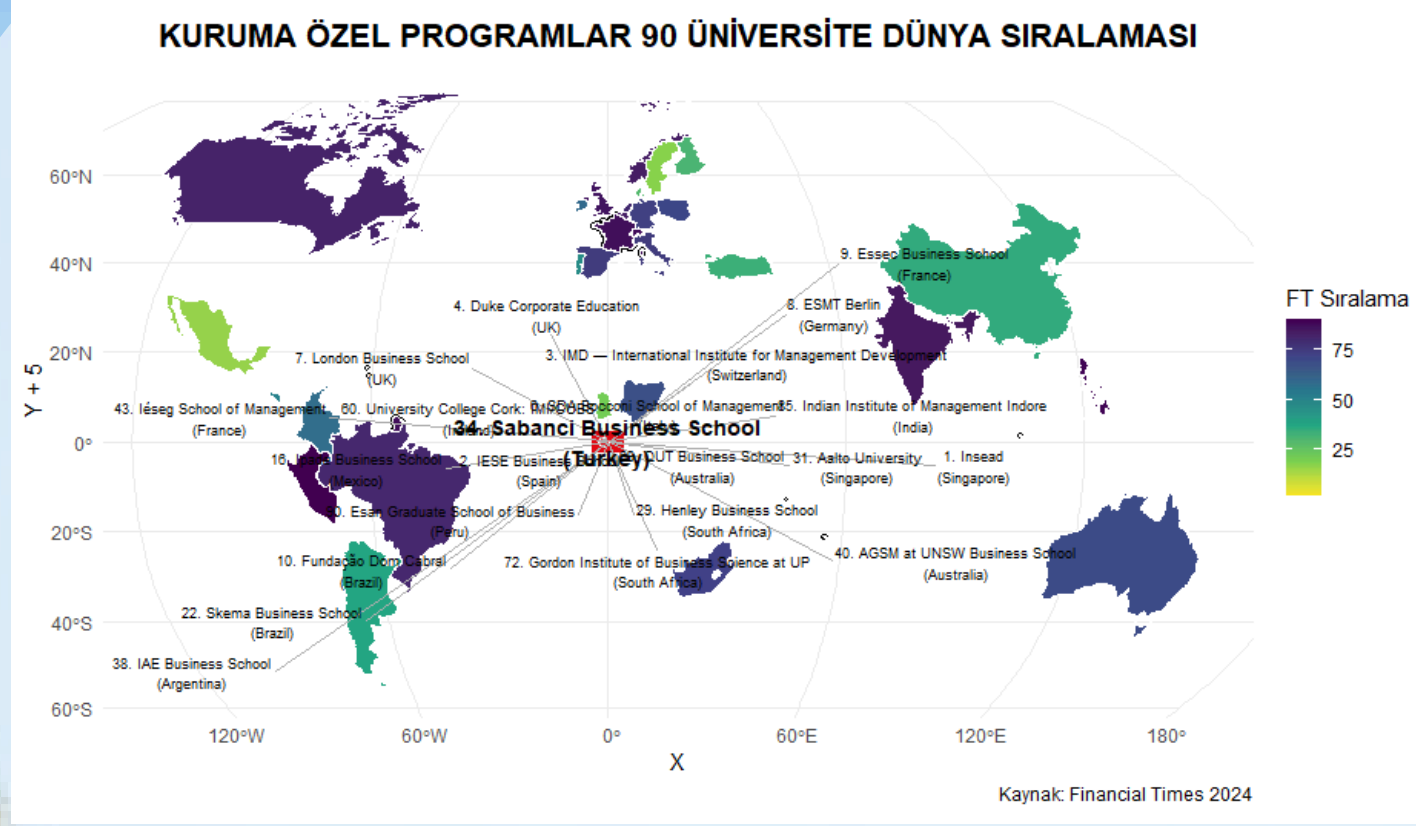 KURUMA ÖZEL PROGRAMLAR 90 ÜNİVERSİTE DÜNYA SIRALAMASI
60°N
40°N
20°N
0°
20°S
40°S
60°S
Y + 5
9. Essec Business School
(France)
4. Duke Corporate Education
(UK)
8. ESMT Berlin
(Germany)
7. London Business School
(UK)
3. IMD — International Institute for Management Development
(Switzerland)
43. Iéseg School of Management
(France)
60. University College Cork:
SDA Bocconi School of Management
85. Indian Institute of Management Indore
(India)
34. Sabanci Business School
(Turkey)
16. Business School
(Mexico)
2. IESE Business
(Spain)
QUT Business School
(Australia)
31. Aalto University
(Singapore)
1. Insead
(Singapore)
90. Esan Graduate School of Business
(Peru)
29. Henley Business School
(South Africa)
10. Fundação Dom Cabral
(Brazil)
72. Gordon Institute of Business Science at UP
(South Africa)
40. AGSM at UNSW Business School
(Australia)
22. Skema Business School
(Brazil)
38. IAE Business School
(Argentina)
120°W
60°W
0°
60°E
120°E
180°
X
FT Sıralama
75
50
25
Kaynak: Financial Times 2024